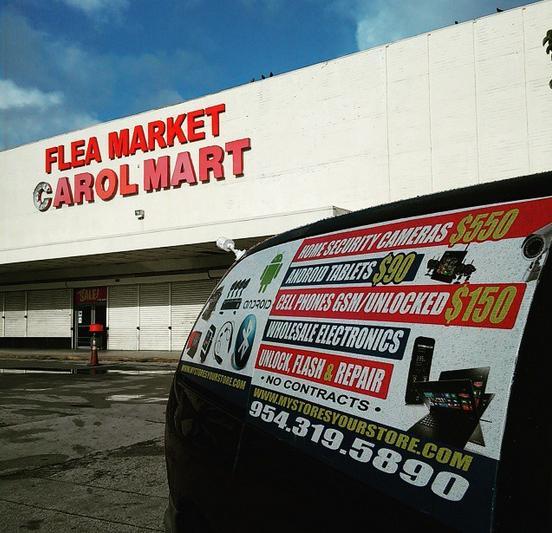 FLEA MARKET
CAROL MART
SALE!
HOME SECURITY CAMERAS $550
ANDROID TABLETS $90
CELL PHONES GSM/UNLOCKED $150
WHOLESALE ELECTRONICS
UNLOCK, FLASH & REPAIR
• NO CONTRACTS •
WWW.MYSTORESYOURSTORE.COM
954.319.5890
ANDROID
WWW.MYSTORESYOURSTORE.COM